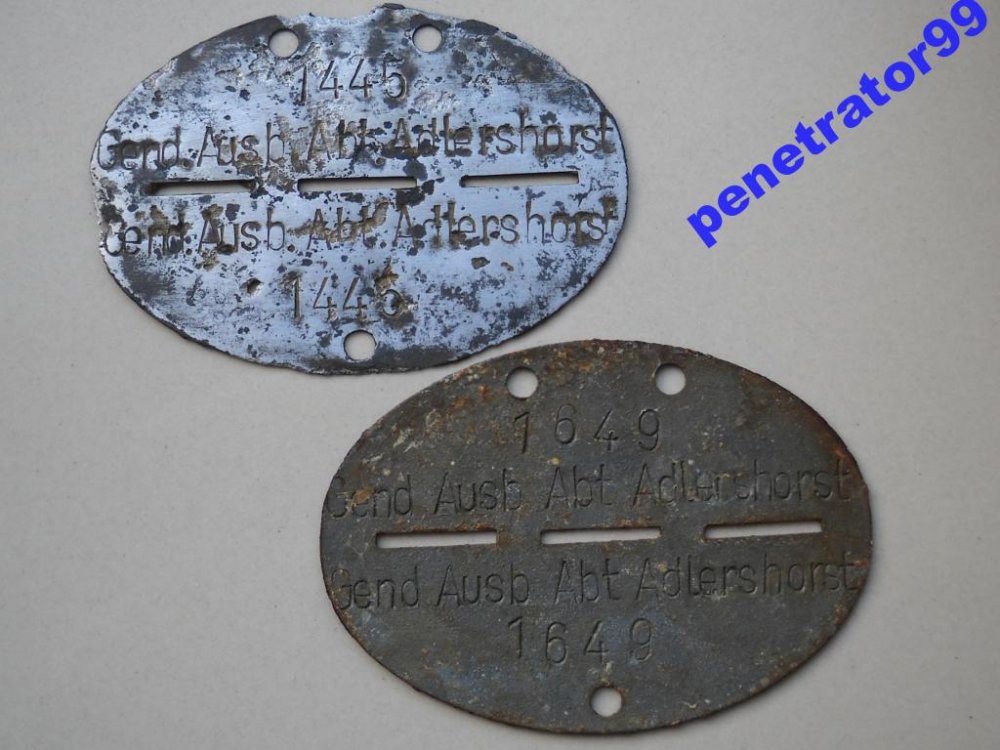 1445
Gend. Ausb. Abt. Adlershorst
Gend. Ausb. Abt. Adlershorst
1445
penetrator99
1649
Gend Ausb Abt Adlershorst
Gend Ausb Abt Adlershorst
1649